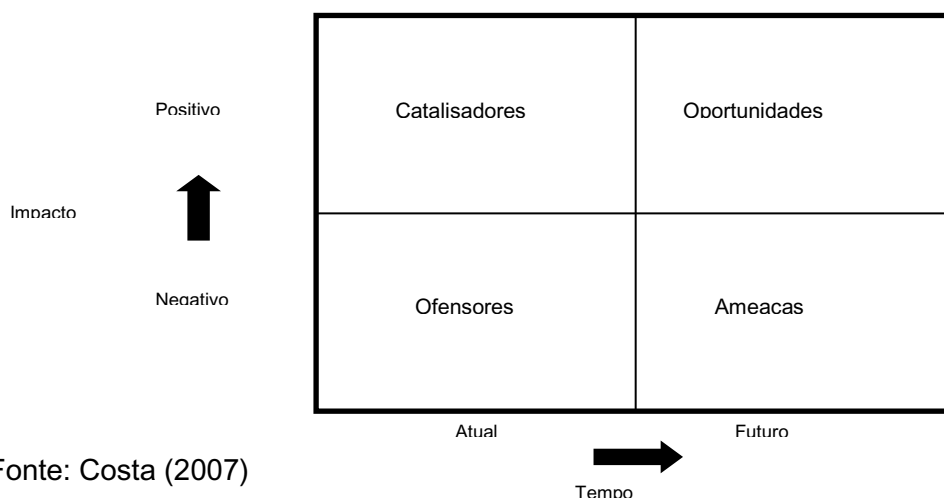 Positivo
Catalisadores
Oportunidades
Impacto
Negativo
Ofensores
Ameacas
Atual
Futuro
Fonte: Costa (2007)
Tempo